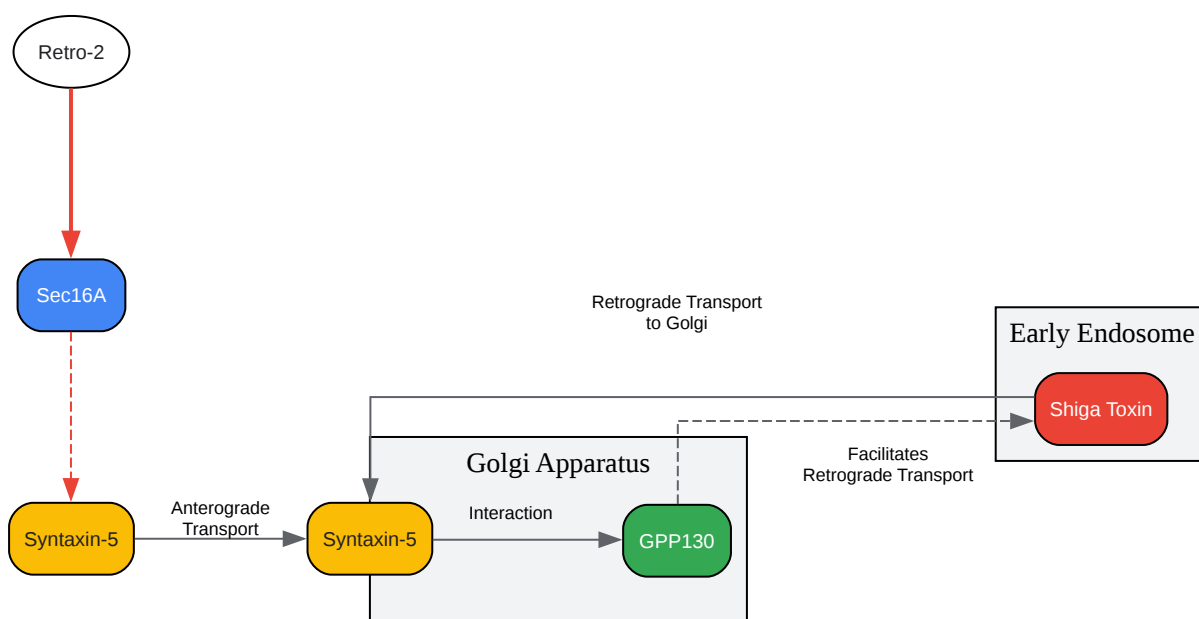 Retro-2
Sec16A
Retrograde Transport
to Golgi
Early Endosome
Shiga Toxin
Golgi Apparatus
Facilitates
Retrograde Transport
Syntaxin-5
Anterograde
Transport
Syntaxin-5
Interaction
GPP130